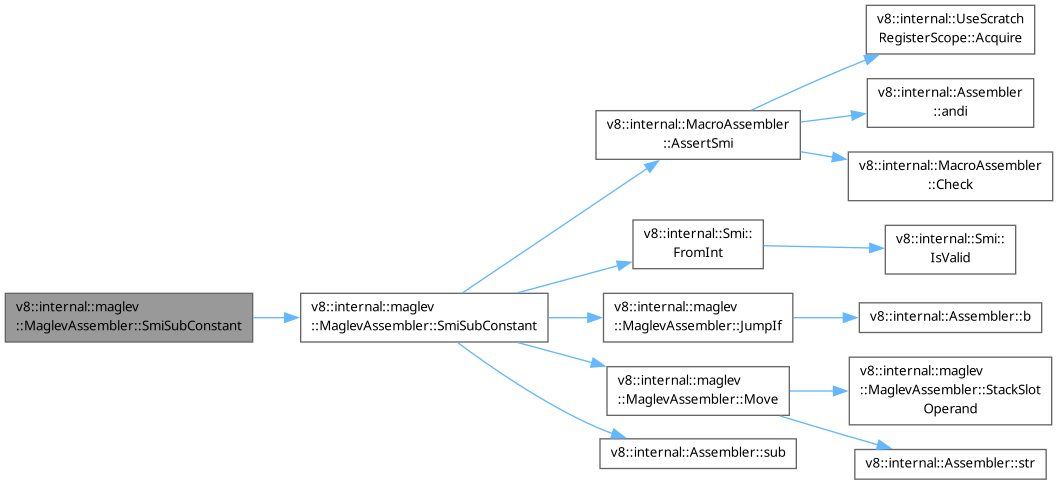 v8::internal::maglev
::MaglevAssembler::SmiSubConstant
v8::internal::maglev
::MaglevAssembler::SmiSubConstant
v8::internal::MacroAssembler
::AssertSmi
v8::internal::UseScratch
RegisterScope::Acquire
v8::internal::Assembler
::andi
v8::internal::MacroAssembler
::Check
v8::internal::Smi::
FromInt
v8::internal::Smi::
IsValid
v8::internal::maglev
::MaglevAssembler::JumpIf
v8::internal::Assembler::b
v8::internal::maglev
::MaglevAssembler::Move
v8::internal::maglev
::MaglevAssembler::StackSlot
Operand
v8::internal::Assembler::str
v8::internal::Assembler::sub